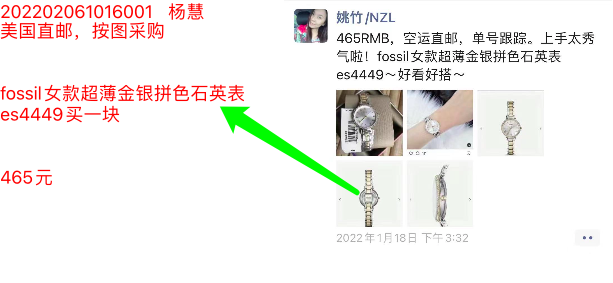 202202061016001 杨慧
美国直邮，按图采购
fossil女款超薄金银拼色石英表
es4449买一块
465元
姚竹/NZL
465RMB，空运直邮，单号跟踪。上手太秀
气啦！fossil女款超薄金银拼色石英表
es4449～好看好搭～
2022年1月18日 下午3:32